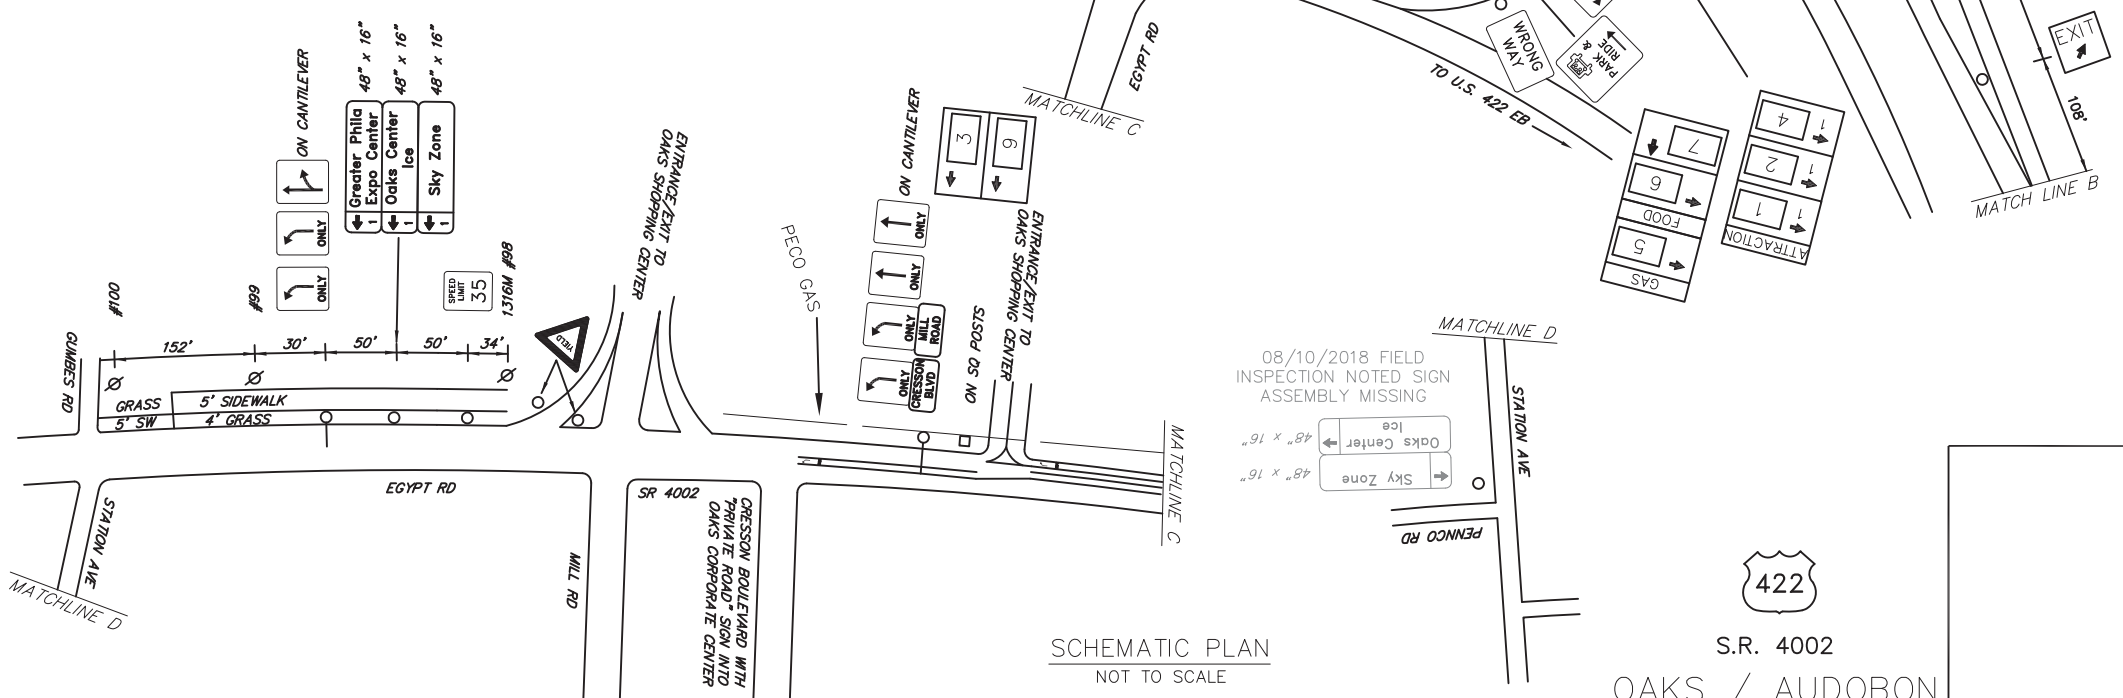 #100
#99
ON CANTILEVER
ONLY
ONLY
48" x 16"
48" x 16"
48" x 16"
Greater Phila
Expo Center
1
Oaks Center
Ice
1
Sky Zone
1
SPEED
LIMIT
35
1316M #98
YIELD
ENTRANCE/EXIT TO
OAKS SHOPPING CENTER
GUMBES RD
152'
30'
50'
50'
34'
GRASS
5' SIDEWALK
5' SW
4' GRASS
EGYPT RD
STATION AVE
MATCHLINE D
MILL RD
SR 4002
CRESSON BOULEVARD WITH
"PRIVATE ROAD" SIGN INTO
OAKS CORPORATE CENTER
PECO GAS
ON CANTILEVER
ONLY
ONLY
ONLY
MILL
ROAD
ONLY
CRESSON
BLVD
ON SQ POSTS
3
9
ENTRANCE/EXIT TO
OAKS SHOPPING CENTER
MATCHLINE C
EGYPT RD
MATCHLINE C
TO U.S. 422 EB
WRONG
WAY
PARK &
RIDE
EXIT
108'
MATCH LINE B
7
6
FOOD
5
GAS
4
1
2
1
1
1
ATTRACTION
MATCHLINE D
08/10/2018 FIELD
INSPECTION NOTED SIGN
ASSEMBLY MISSING
Oaks Center
Ice
48" x 16"
Sky Zone
48" x 16"
STATION AVE
PENNCO RD
SCHEMATIC PLAN
NOT TO SCALE
422
S.R. 4002
OAKS / AUDOBON